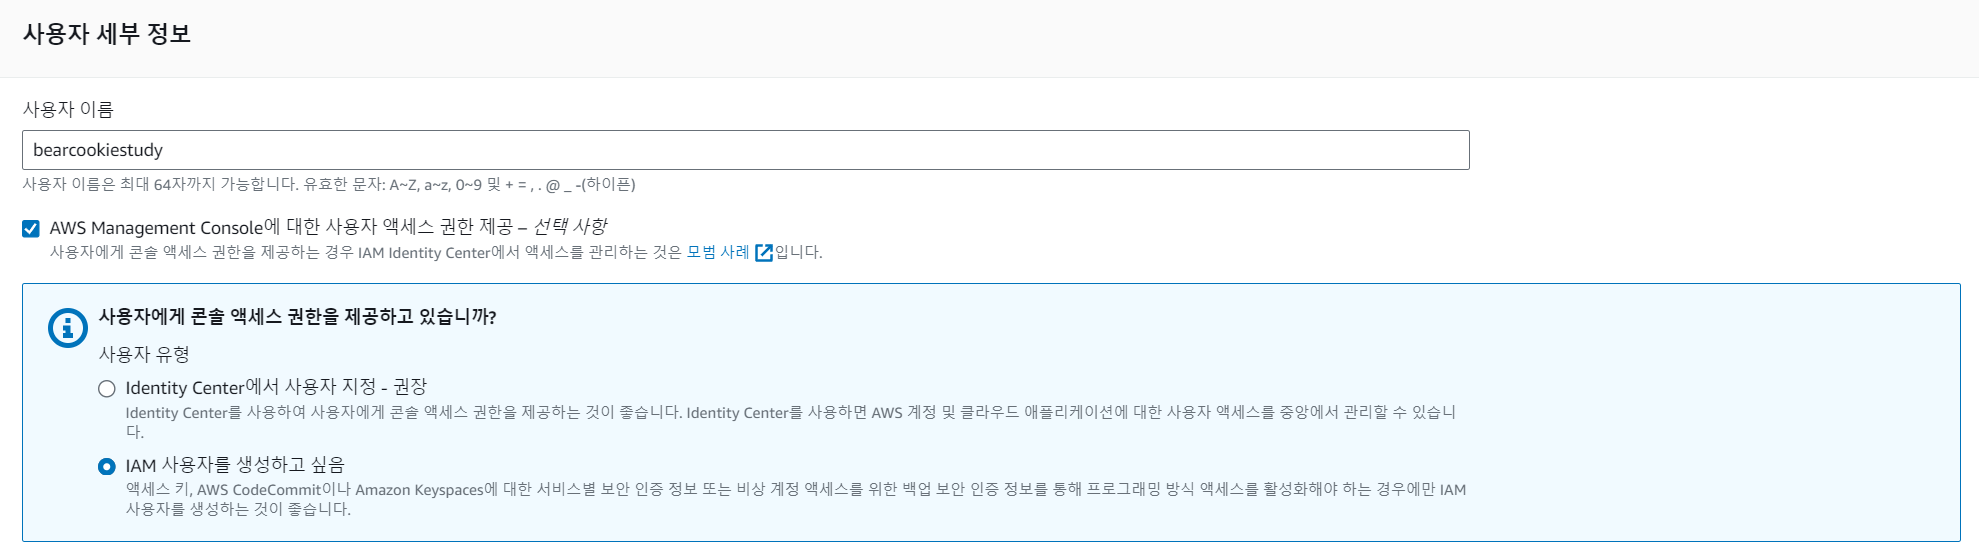 사용자 세부 정보
사용자 이름
bearcookiestudy
사용자 이름은 최대 64자까지 가능합니다. 유효한 문자: A~Z, a~z, 0~9 및 + = , . @ _ -(하이픈)
AWS Management Console에 대한 사용자 액세스 권한 제공 – 선택 사항
사용자에게 콘솔 액세스 권한을 제공하는 경우 IAM Identity Center에서 액세스를 관리하는 것은 모범 사례 입니다.
사용자에게 콘솔 액세스 권한을 제공하고 있습니까?
사용자 유형
Identity Center에서 사용자 지정 - 권장
Identity Center를 사용하여 사용자에게 콘솔 액세스 권한을 제공하는 것이 좋습니다. Identity Center를 사용하면 AWS 계정 및 클라우드 애플리케이션에 대한 사용자 액세스를 중앙에서 관리할 수 있습니
다.
IAM 사용자를 생성하고 싶음
액세스 키, AWS CodeCommit이나 Amazon Keyspaces에 대한 서비스별 보안 인증 정보 또는 비상 계정 액세스를 위한 백업 보안 인증 정보를 통해 프로그래밍 방식 액세스를 활성화해야 하는 경우에만 IAM
사용자를 생성하는 것이 좋습니다.